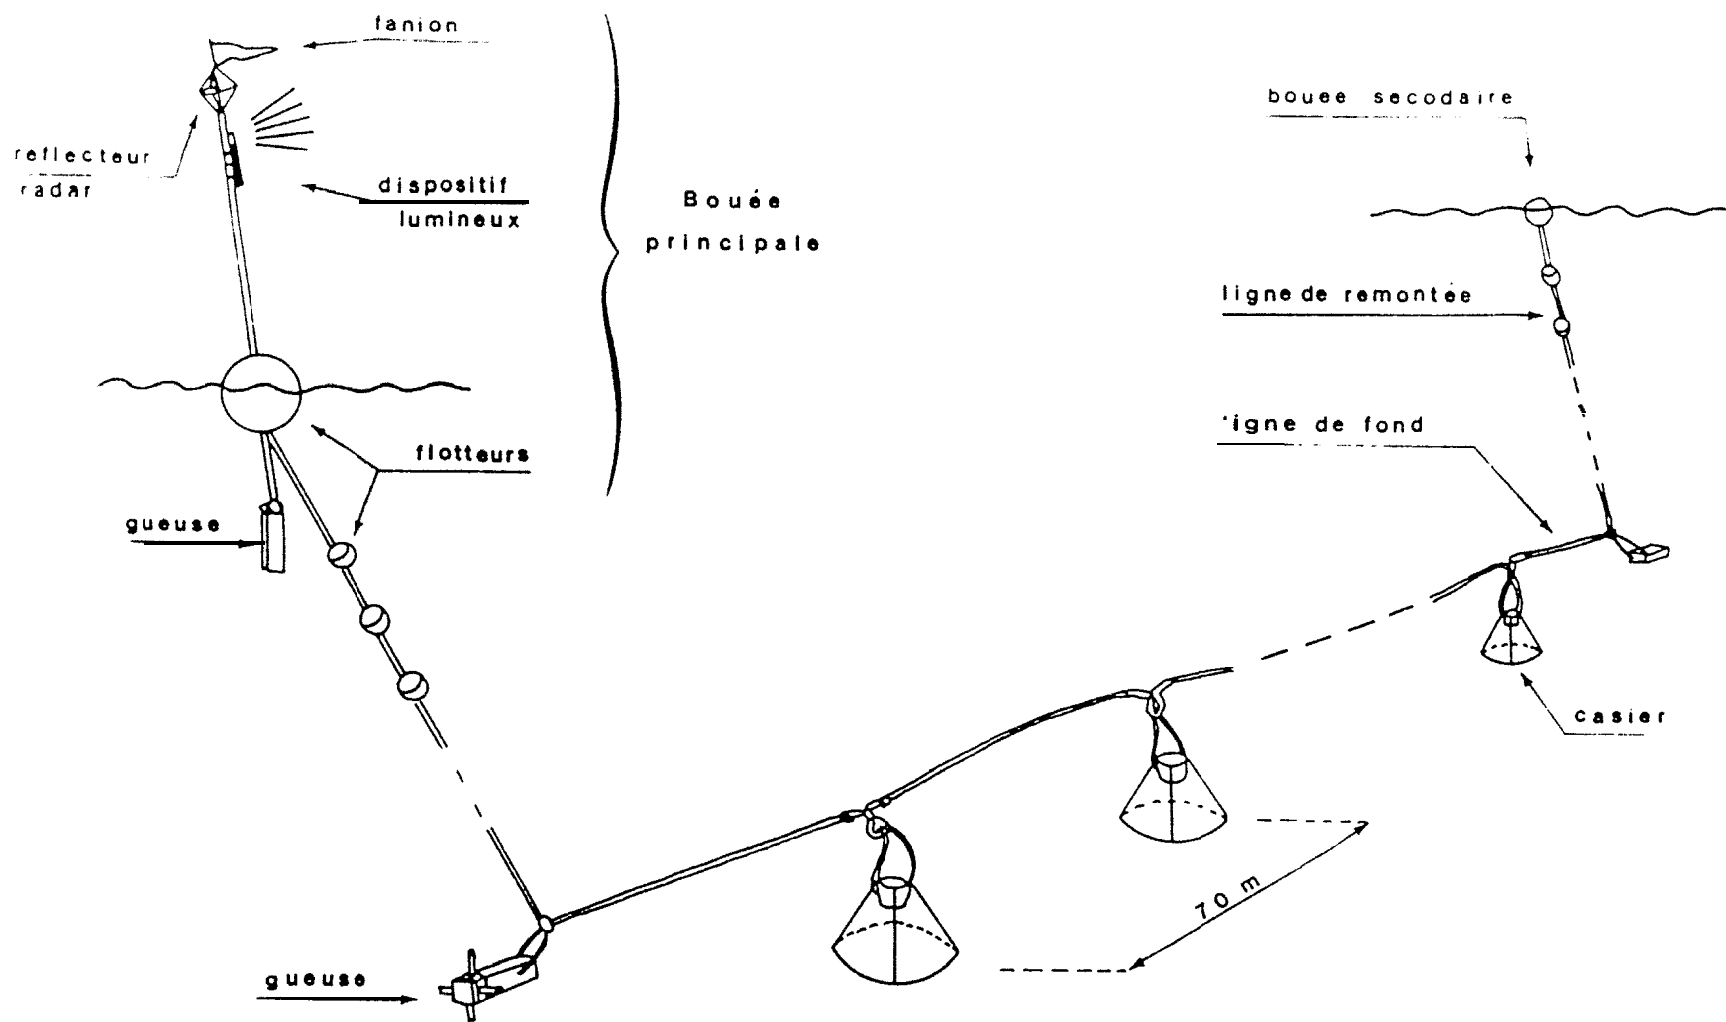 fanion
reflecteur
radar
dispositif
lumineux
Bouée
principale
flotteurs
gueuse
gueuse
bouee secodaire
ligne de remontée
'igne de fond
casier
70 m